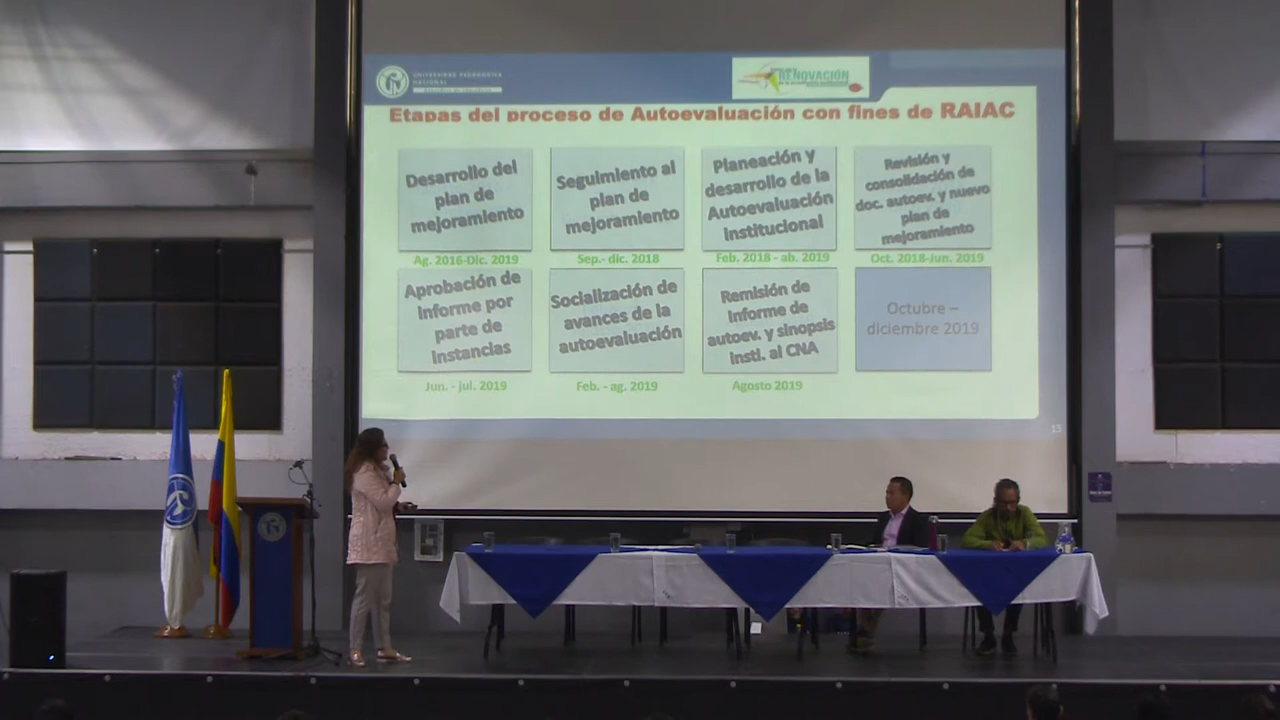 UNIVERSIDAD PEDAGOGICA
NACIONAL
RENOVACIÓN
Etapas del proceso de Autoevaluación con fines de RAIAC
Desarrollo del
plan de
mejoramiento
Ag. 2016-Dic. 2019
Seguimiento al
plan de
mejoramiento
Sep.- dic. 2018
Planeación y
desarrollo de la
Autoevaluación
institucional
Feb. 2018 - ab. 2019
Revisión y
consolidación de
doc. autoev. y nuevo
plan de
mejoramiento
Oct. 2018-Jun. 2019
Aprobación de
informe por
parte de
instancias
Jun. - jul. 2019
Socialización de
avances de la
autoevaluación
Feb. - ag. 2019
Remisión de
informe de
autoev. y sinopsis
insti. al CNA
Agosto 2019
Octubre –
diciembre 2019
15